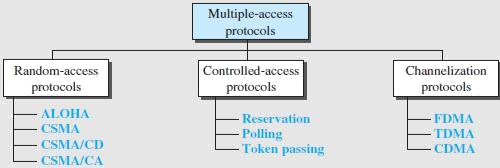 Multiple-access
protocols
Random-access
protocols
ALOHA
CSMA
CSMA/CD
CSMA/CA
Controlled-access
protocols
Reservation
Polling
Token passing
Channelization
protocols
FDMA
TDMA
CDMA